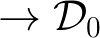 → 𝒟₀